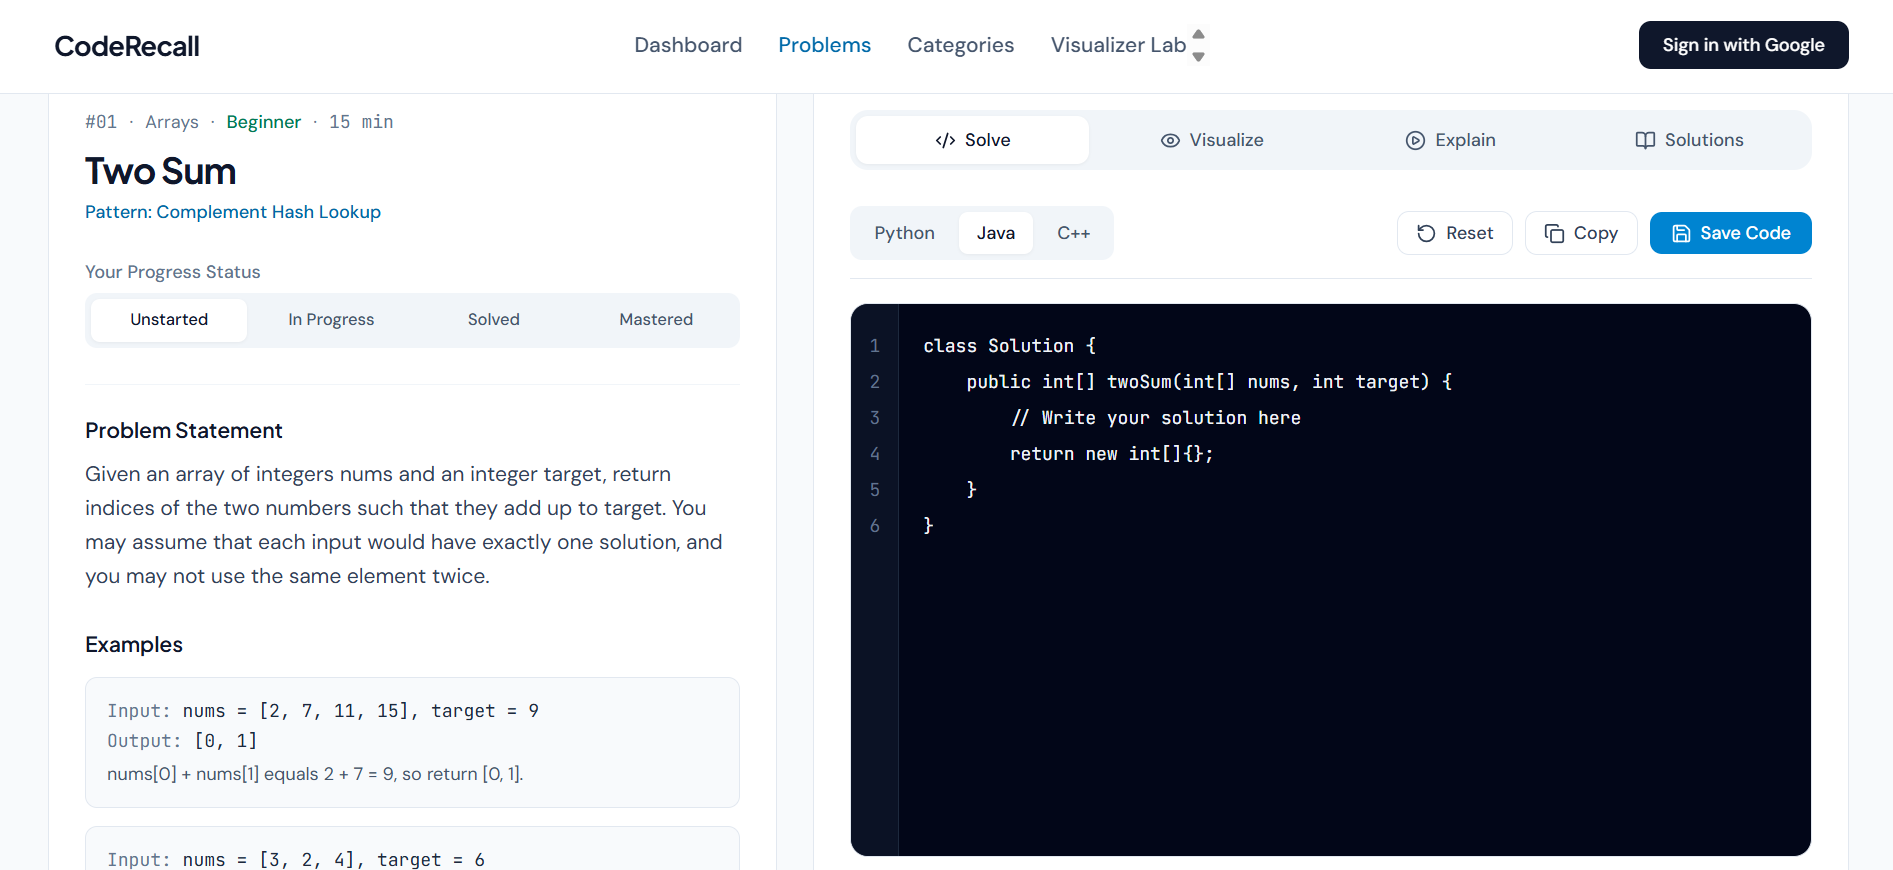 CodeRecall
Dashboard Problems Categories Visualizer Lab
Sign in with Google
#01 · Arrays · Beginner · 15 min
Two Sum
Pattern: Complement Hash Lookup
Your Progress Status
Unstarted In Progress Solved Mastered
Problem Statement
Given an array of integers nums and an integer target, return
indices of the two numbers such that they add up to target. You
may assume that each input would have exactly one solution, and
you may not use the same element twice.
Examples
Input: nums = [2, 7, 11, 15], target = 9
Output: [0, 1]
nums[0] + nums[1] equals 2 + 7 = 9, so return [0, 1].
Input: nums = [3, 2, 4], target = 6
Solve Visualize Explain Solutions
Python Java C++
Reset Copy Save Code
1 class Solution {
2     public int[] twoSum(int[] nums, int target) {
3         // Write your solution here
4         return new int[]{};
5     }
6 }